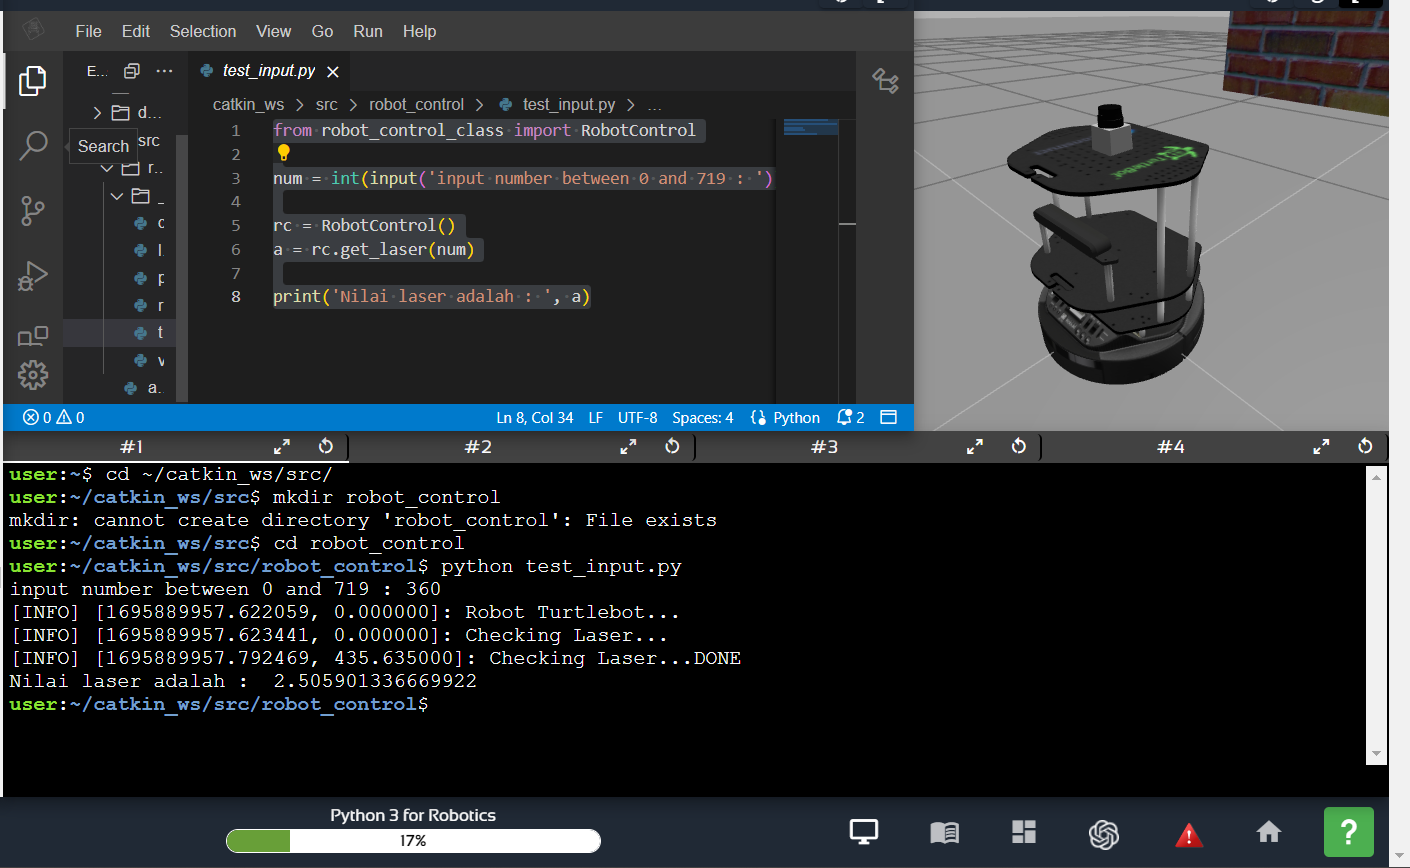 File Edit Selection View Go Run Help
E... ... test_input.py
catkin_ws > src > robot_control > test_input.py > ...
d...
src
Search
r..
a..
1 from robot_control_class import RobotControl
2
3 num = int(input('input number between 0 and 719 : ')
4
5 rc = RobotControl()
6 a = rc.get_laser(num)
7
8 print('Nilai laser adalah : ', a)
0 0 Ln 8, Col 34 LF UTF-8 Spaces: 4 Python 2
#1 #2 #3 #4
user:~$ cd ~/catkin_ws/src/
user:~/catkin_ws/src$ mkdir robot_control
mkdir: cannot create directory 'robot_control': File exists
user:~/catkin_ws/src$ cd robot_control
user:~/catkin_ws/src/robot_control$ python test_input.py
input number between 0 and 719 : 360
[INFO] [1695889957.622059, 0.000000]: Robot Turtlebot...
[INFO] [1695889957.623441, 0.000000]: Checking Laser...
[INFO] [1695889957.792469, 435.635000]: Checking Laser...DONE
Nilai laser adalah :  2.505901336669922
user:~/catkin_ws/src/robot_control$
Python 3 for Robotics
17%
?